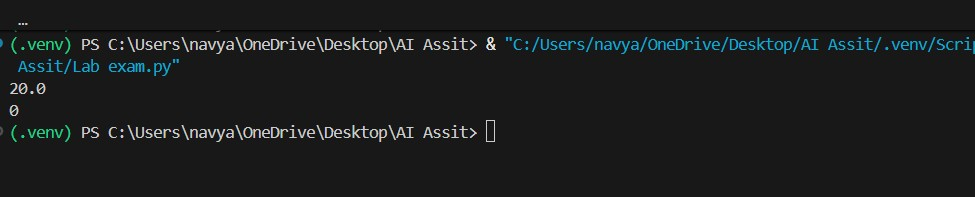 ...
(.venv) PS C:\Users\navya\OneDrive\Desktop\AI Assit> & "C:/Users/navya/OneDrive/Desktop/AI Assit/.venv/Scrip
Assit/Lab exam.py"
20.0
0
(.venv) PS C:\Users\navya\OneDrive\Desktop\AI Assit>